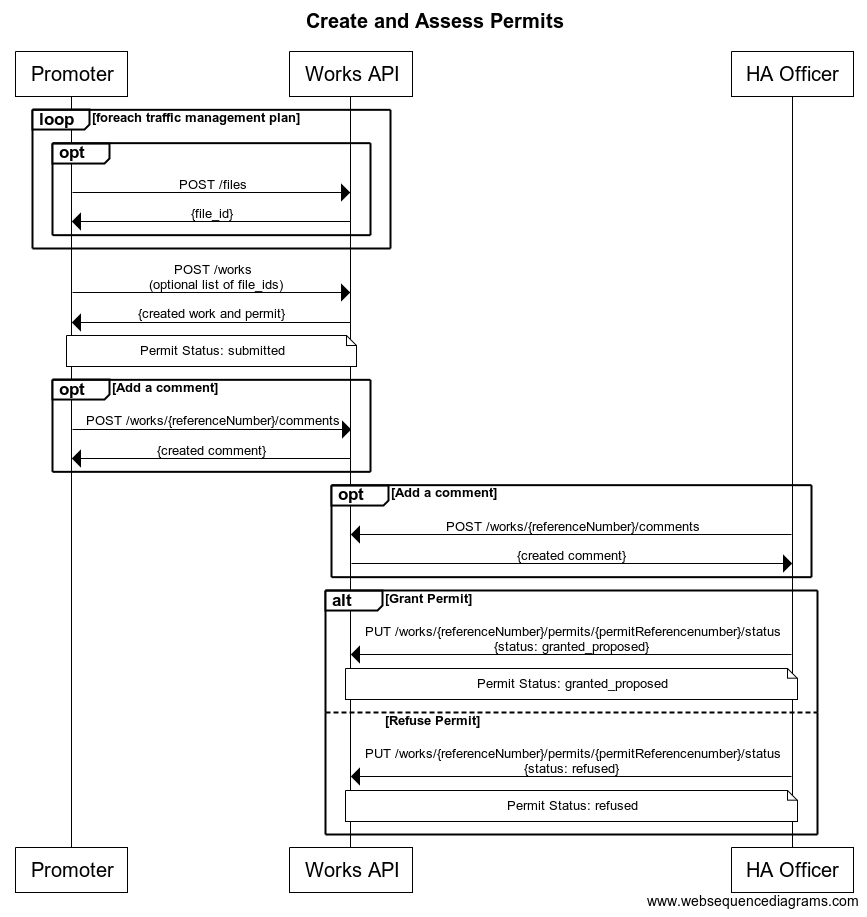 Create and Assess Permits
Promoter
Works API
HA Officer
loop
[foreach traffic management plan]
opt
POST /files
{file_id}
POST /works
(optional list of file_ids)
{created work and permit}
Permit Status: submitted
opt
[Add a comment]
POST /works/{referenceNumber}/comments
{created comment}
opt
[Add a comment]
POST /works/{referenceNumber}/comments
{created comment}
alt
[Grant Permit]
PUT /works/{referenceNumber}/permits/{permitReferencenumber}/status
{status: granted_proposed}
Permit Status: granted_proposed
[Refuse Permit]
PUT /works/{referenceNumber}/permits/{permitReferencenumber}/status
{status: refused}
Permit Status: refused
Promoter
Works API
HA Officer
www.websequencediagrams.com